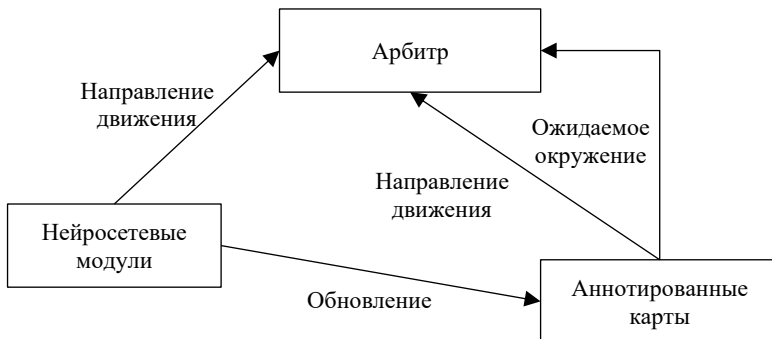 Арбитр
Направление
движения
Ожидаемое
окружение
Направление
движения
Нейросетевые
модули
Обновление
Аннотированные
карты